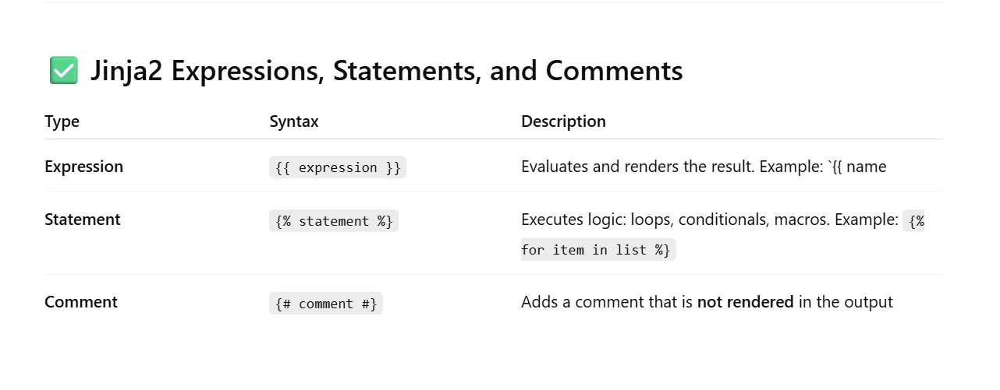 ✅ Jinja2 Expressions, Statements, and Comments
Type Syntax Description
Expression {{ expression }} Evaluates and renders the result. Example: `{{ name
Statement {% statement %} Executes logic: loops, conditionals, macros. Example: {%
for item in list %}
Comment {# comment #} Adds a comment that is not rendered in the output